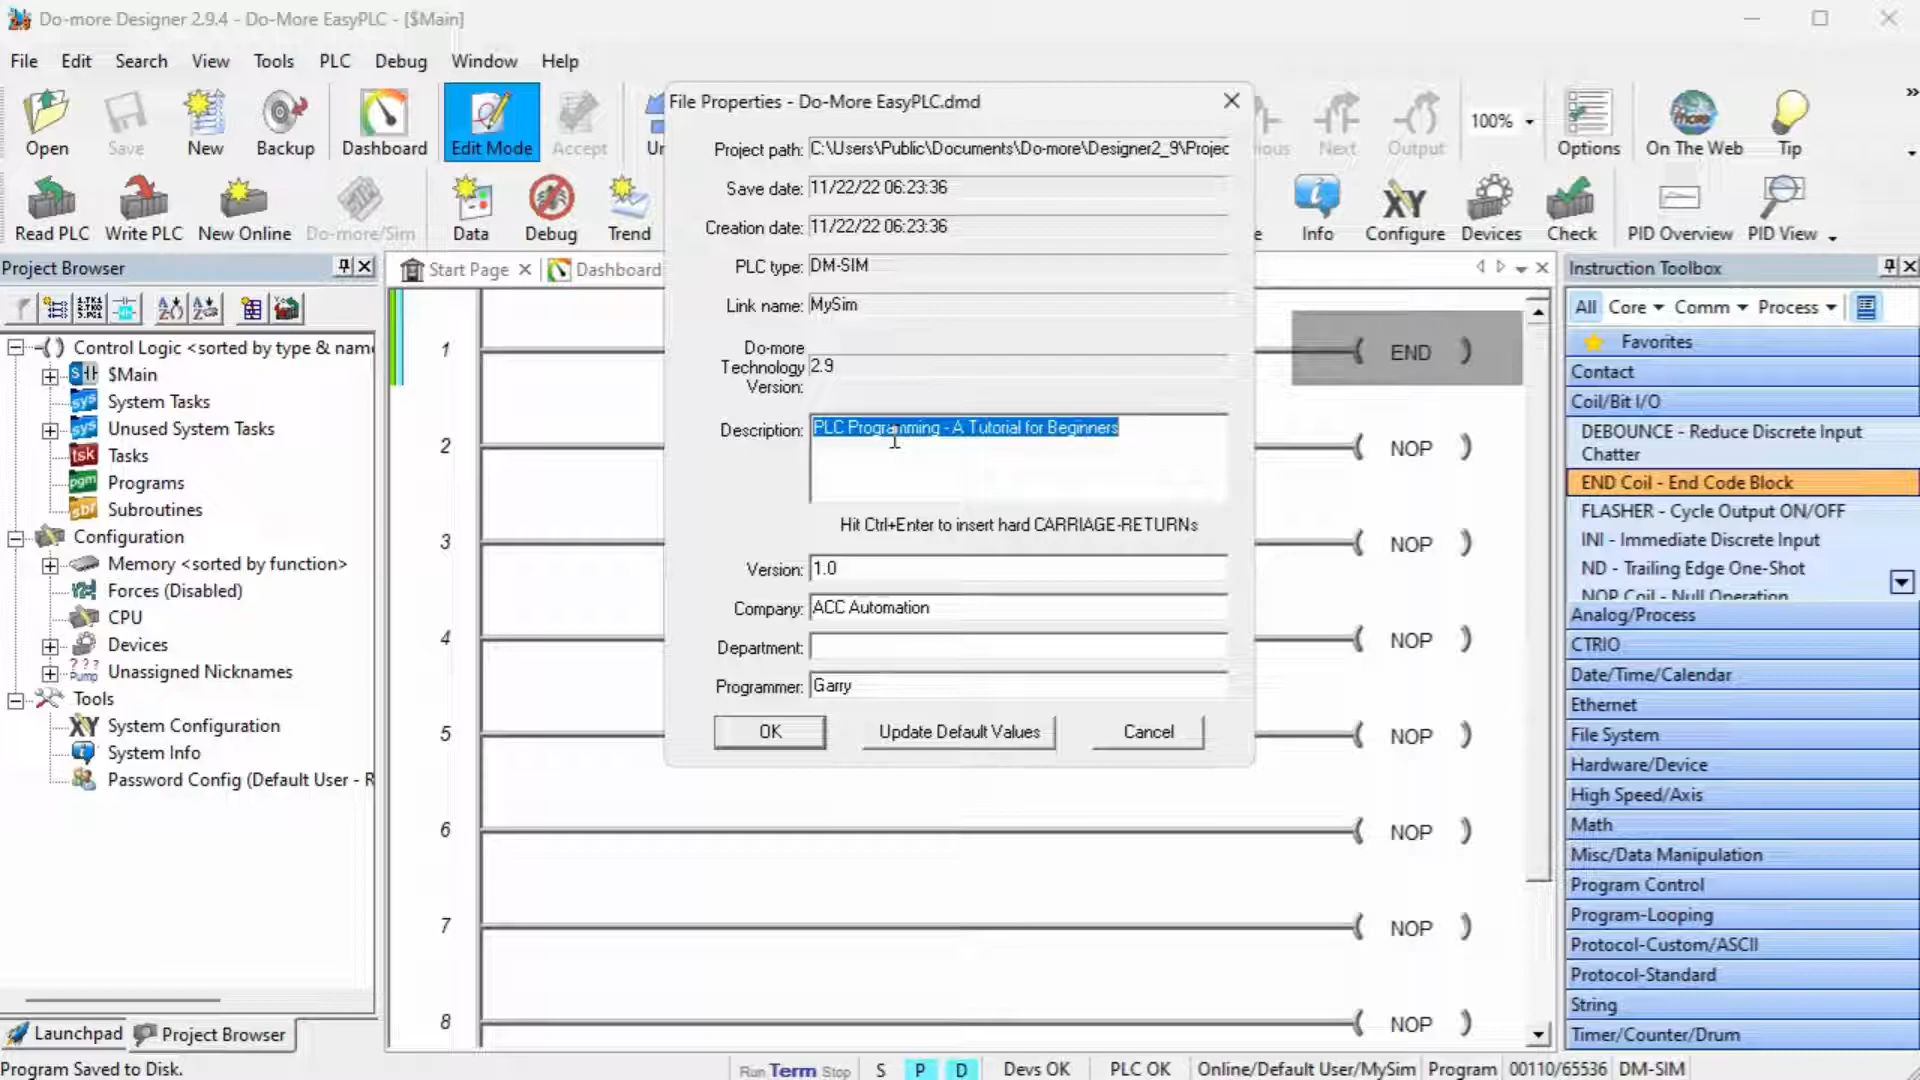 Do-more Designer 2.9.4 - Do-More EasyPLC - [$Main]
File Edit Search View Tools PLC Debug Window Help
Open Save New Backup Dashboard Edit Mode Accept Next Output 100% Options On The Web Tip
Read PLC Write PLC New Online Do-more/Sim Data Debug Trend Info Configure Devices Check PID Overview PID View
Project Browser
Control Logic <sorted by type & name
$Main
System Tasks
Unused System Tasks
Tasks
Programs
Subroutines
Configuration
Memory <sorted by function>
Forces (Disabled)
CPU
Devices
Unassigned Nicknames
Tools
System Configuration
System Info
Password Config (Default User - R
Launchpad Project Browser
Start Page Dashboard
1 END
2 NOP
3 NOP
4 NOP
5 NOP
6 NOP
7 NOP
8 NOP
File Properties - Do-More EasyPLC.dmd
Project path: C:\Users\Public\Documents\Do-more\Designer2_9\Projec
Save date: 11/22/22 06:23:36
Creation date: 11/22/22 06:23:36
PLC type: DM-SIM
Link name: MySim
Do-more
Technology 2.9
Version:
Description: PLC Programming - A Tutorial for Beginners
Hit Ctrl+Enter to insert hard CARRIAGE-RETURNs
Version: 1.0
Company: ACC Automation
Department:
Programmer: Garry
OK Update Default Values Cancel
Instruction Toolbox
All Core Comm Process
Favorites
Contact
Coil/Bit I/O
DEBOUNCE - Reduce Discrete Input
Chatter
END Coil - End Code Block
FLASHER - Cycle Output ON/OFF
INI - Immediate Discrete Input
ND - Trailing Edge One-Shot
NOP Coil - Null Operation
Analog/Process
CTRIO
Date/Time/Calendar
Ethernet
File System
Hardware/Device
High Speed/Axis
Math
Misc/Data Manipulation
Program Control
Program-Looping
Protocol-Custom/ASCII
Protocol-Standard
String
Timer/Counter/Drum
Program Saved to Disk. Run Term Stop S P D Devs OK PLC OK Online/Default User/MySim Program 00110/65536 DM-SIM